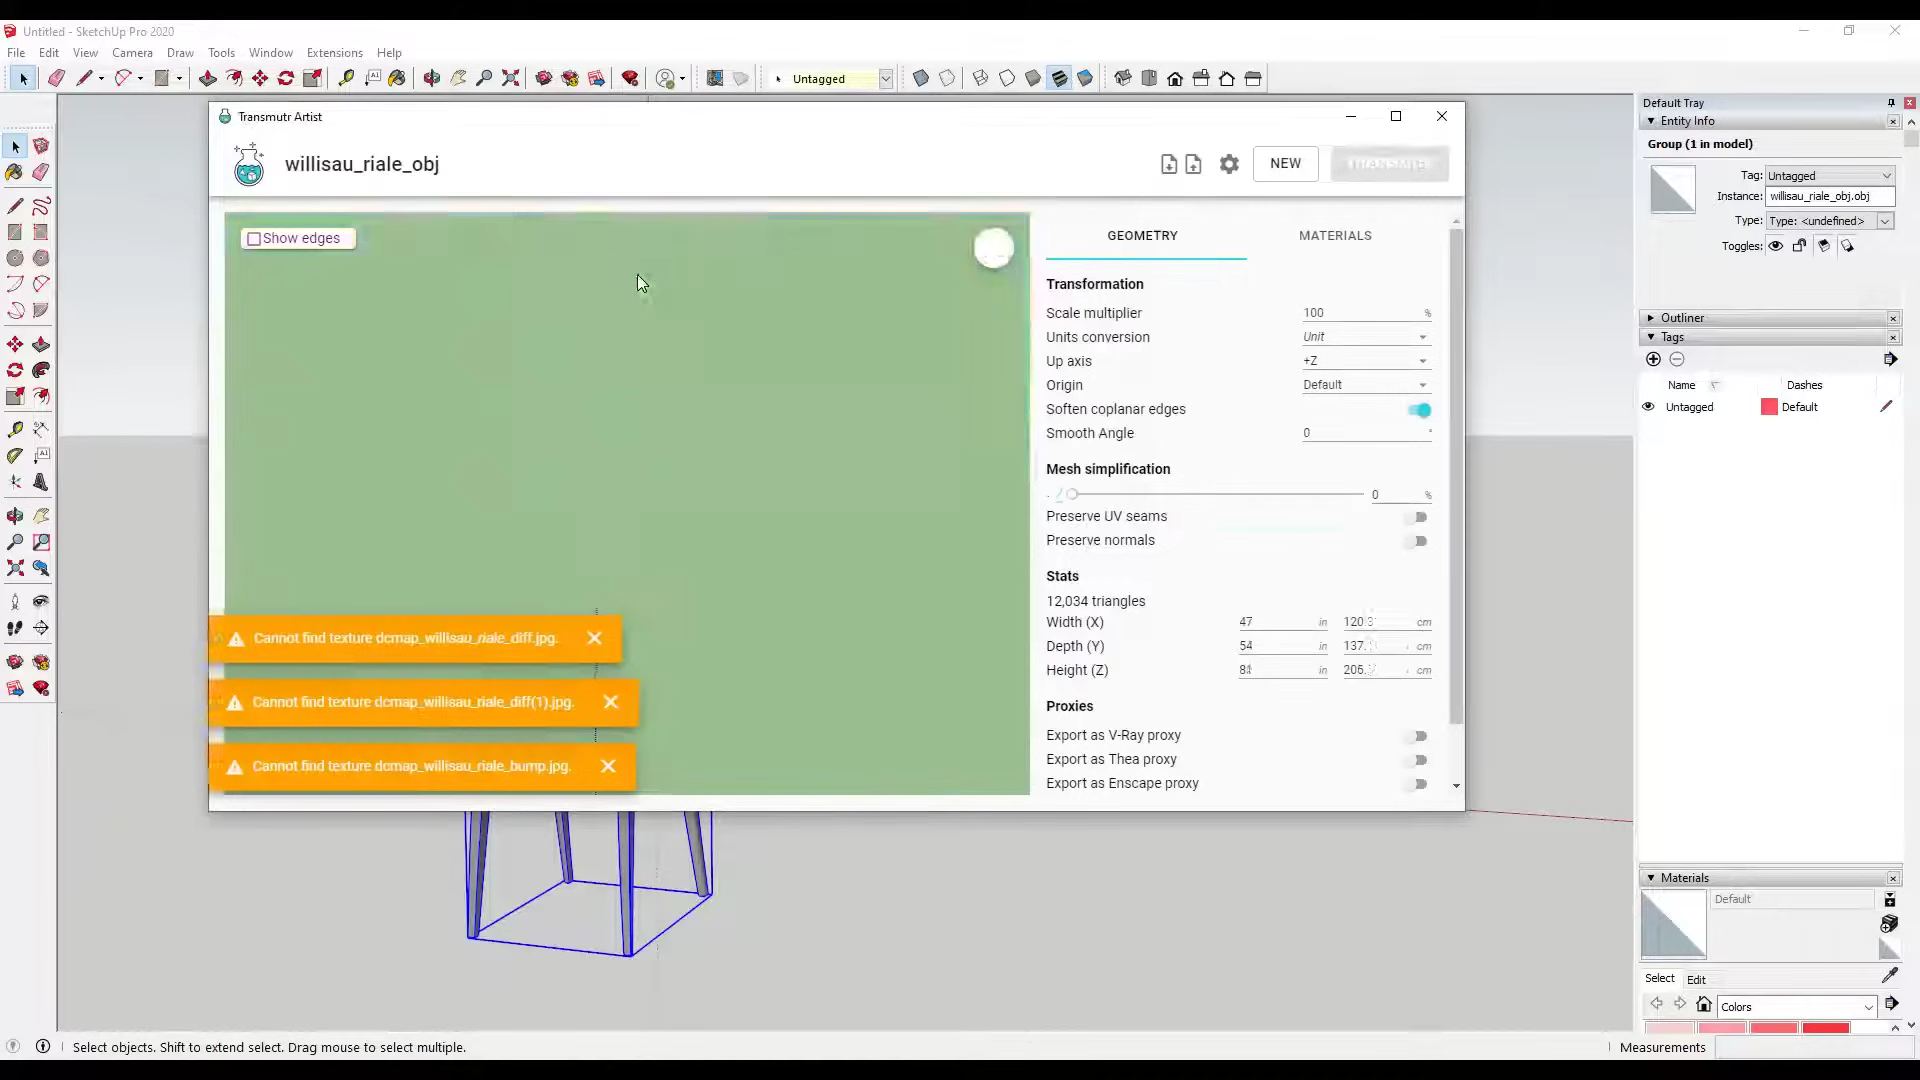 Untitled - SketchUp Pro 2020
File Edit View Camera Draw Tools Window Extensions Help
Untagged
Default Tray
Entity Info
Group (1 in model)
Tag: Untagged
Instance: willisau_riale_obj.obj
Type: Type: <undefined>
Toggles:
Outliner
Tags
Name Dashes
Untagged Default
Materials
Default
Select Edit
Colors
Transmutr Artist
willisau_riale_obj
NEW
Show edges
GEOMETRY MATERIALS
Transformation
Scale multiplier 100 %
Units conversion Unit
Up axis +Z
Origin Default
Soften coplanar edges
Smooth Angle 0 °
Mesh simplification
0 %
Preserve UV seams
Preserve normals
Stats
12,034 triangles
Width (X) 47 in cm
Depth (Y) 54 in cm
Height (Z) in cm
Proxies
Export as V-Ray proxy
Export as Thea proxy
Export as Enscape proxy
Cannot find texture dcmap_willisau_riale_diff.jpg.
Cannot find texture dcmap_willisau_riale_diff(1).jpg.
Cannot find texture dcmap_willisau_riale_bump.jpg.
Select objects. Shift to extend select. Drag mouse to select multiple.
Measurements